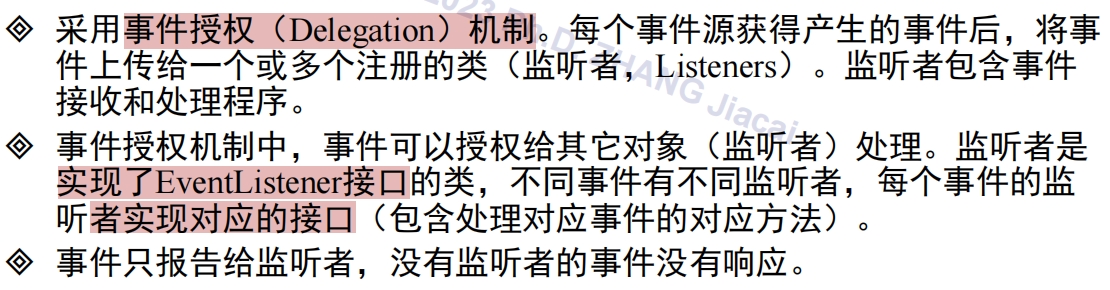 采用事件授权（Delegation）机制。每个事件源获得产生的事件后，将事
件上传给一个或多个注册的类（监听者，Listeners）。监听者包含事件
接收和处理程序。
事件授权机制中，事件可以授权给其它对象（监听者）处理。监听者是
实现了EventListener接口的类，不同事件有不同监听者，每个事件的监
听者实现对应的接口（包含处理对应事件的对应方法）。
事件只报告给监听者，没有监听者的事件没有响应。
ZHANG Jiacai